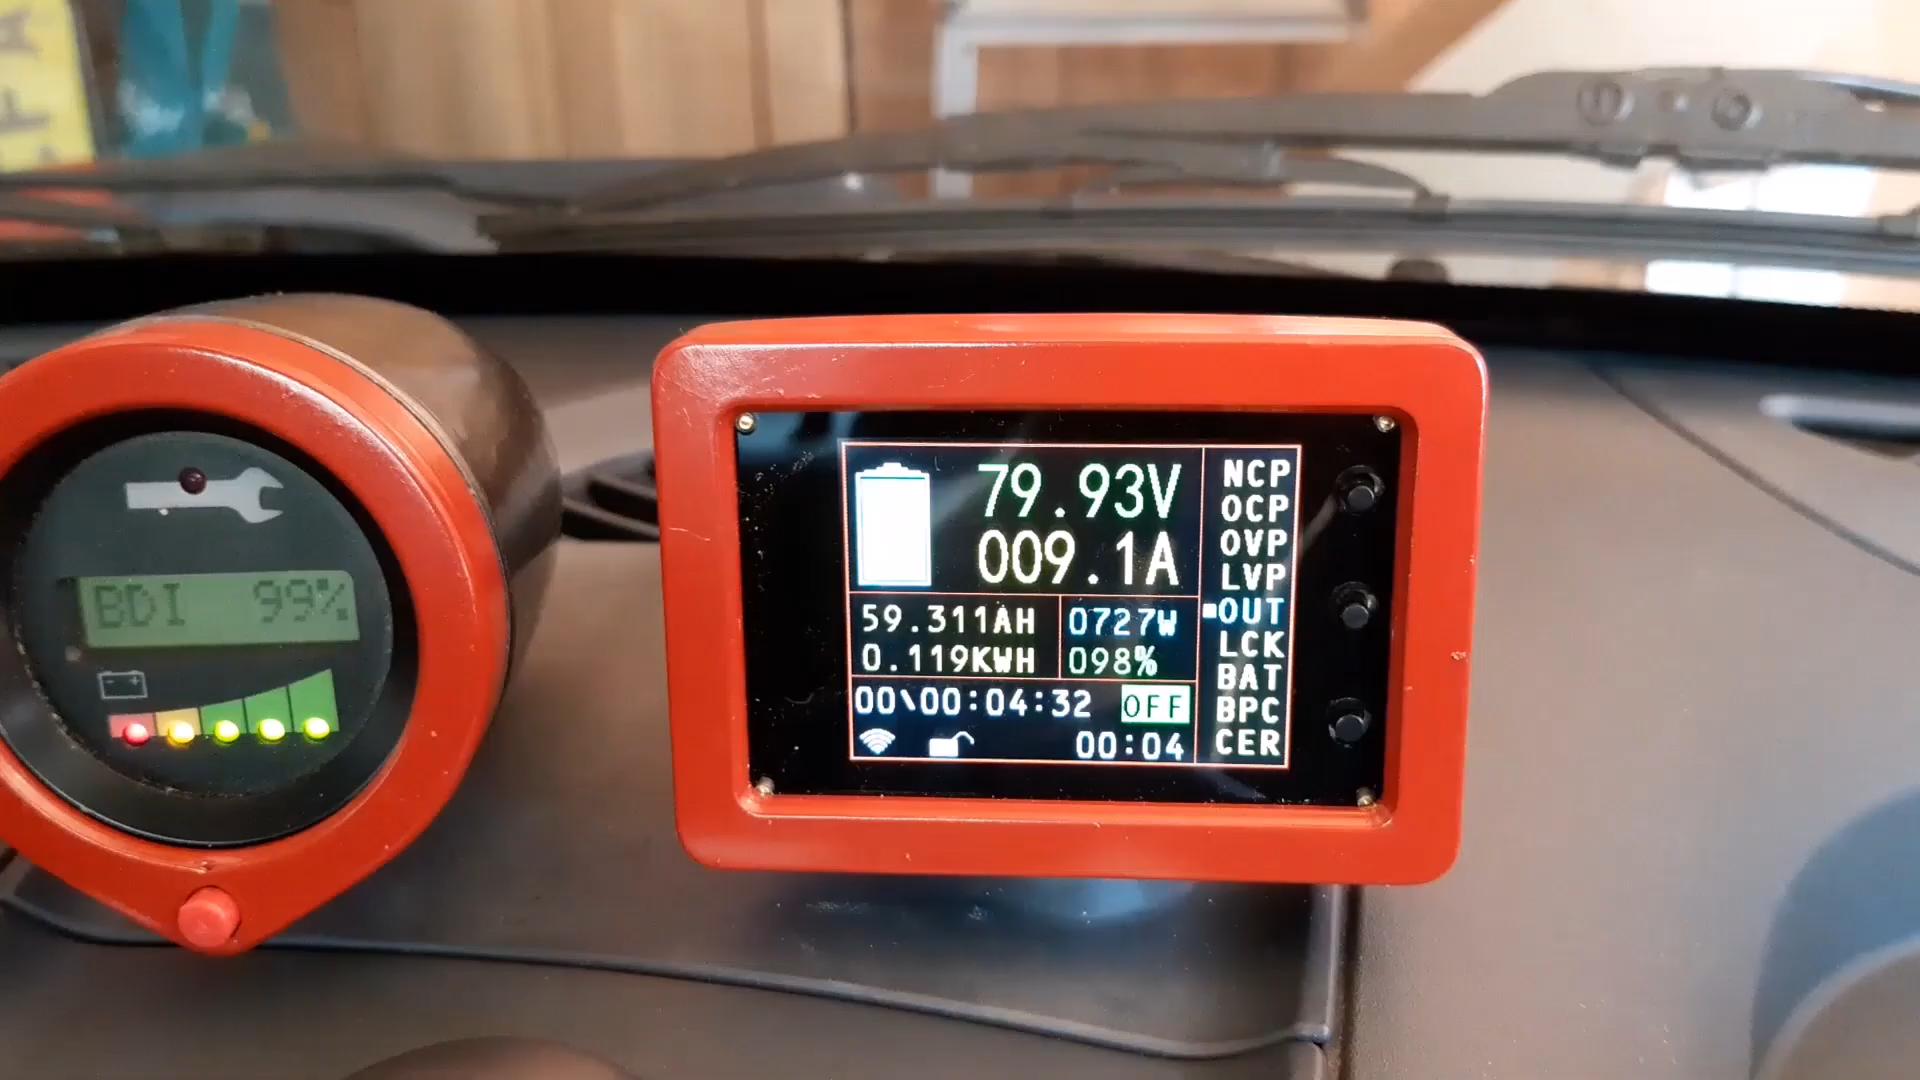 BDI 99%
79.93V
009.1A
59.311AH
0727W
0.119KWH
098%
00\00:04:32
OFF
00:04
NCP
OCP
OVP
LVP
OUT
LCK
BAT
BPC
CER